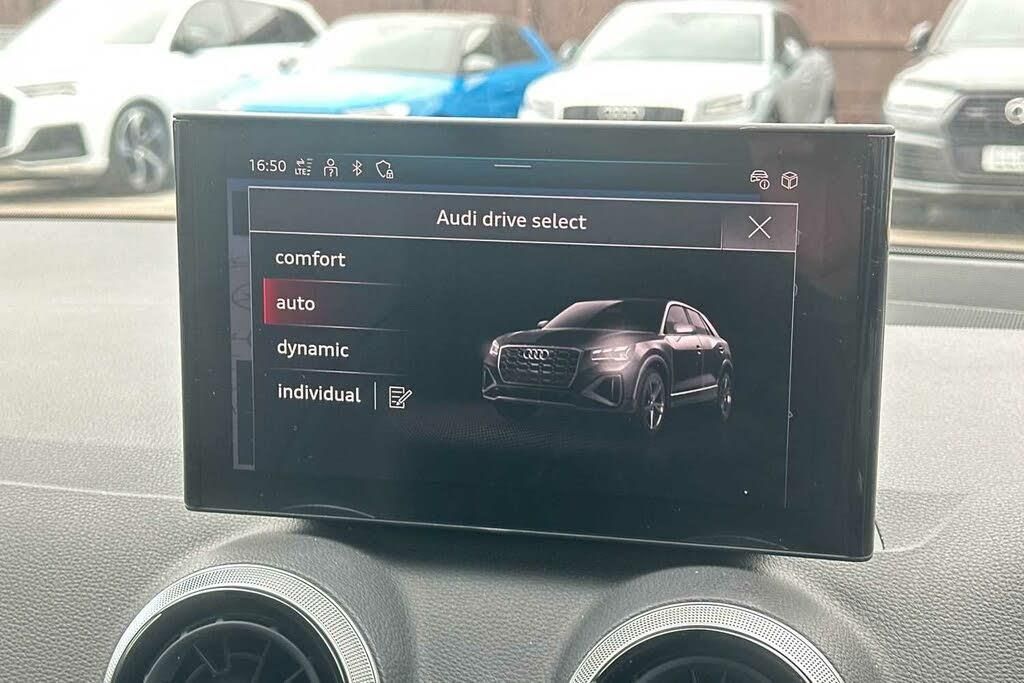 16:50 LTE
Audi drive select
comfort
auto
dynamic
individual